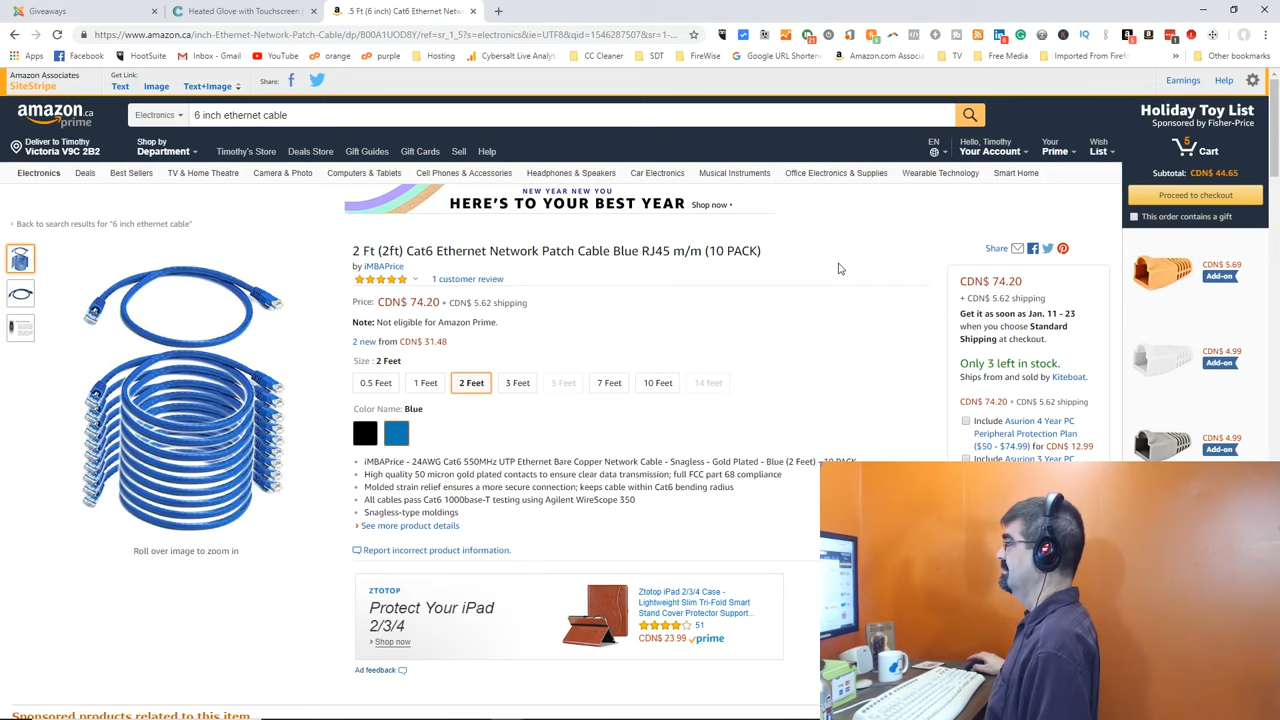 Giveaways
Heated Glove with Touchscreen
.5 Ft (6 inch) Cat6 Ethernet Netw
https://www.amazon.ca/inch-Ethernet-Network-Patch-Cable/dp/B00A1UOD8Y/ref=sr_1_5?s=electronics&ie=UTF8&qid=1546287507&sr=1-
Apps Facebook HootSuite YouTube orange purple Hosting Cybersalt Live Analyt CC Cleaner SDT FireWise Google URL Shortene Amazon.com Associa TV Free Media Imported From Firef Other bookmarks
Amazon Associates
SiteStripe
Get Link:
Text Image Text+Image
Share:
Earnings Help
amazon.ca
prime
Electronics
6 inch ethernet cable
Holiday Toy List
Sponsored by Fisher-Price
Deliver to Timothy
Victoria V9C 2B2
Shop by
Department
Timothy's Store Deals Store Gift Guides Gift Cards Sell Help
EN
Hello, Timothy
Your Account
Your
Prime
Wish
List
5
Cart
Electronics Deals Best Sellers TV & Home Theatre Camera & Photo Computers & Tablets Cell Phones & Accessories Headphones & Speakers Car Electronics Musical Instruments Office Electronics & Supplies Wearable Technology Smart Home
Subtotal: CDN$ 44.65
Proceed to checkout
This order contains a gift
NEW YEAR NEW YOU
HERE'S TO YOUR BEST YEAR Shop now
‹ Back to search results for "6 inch ethernet cable"
2 Ft (2ft) Cat6 Ethernet Network Patch Cable Blue RJ45 m/m (10 PACK)
by iMBAPrice
1 customer review
Price: CDN$ 74.20 + CDN$ 5.62 shipping
Note: Not eligible for Amazon Prime.
2 new from CDN$ 31.48
Size : 2 Feet
0.5 Feet 1 Feet 2 Feet 3 Feet 5 Feet 7 Feet 10 Feet 14 feet
Color Name: Blue
• iMBAPrice - 24AWG Cat6 550MHz UTP Ethernet Bare Copper Network Cable - Snagless - Gold Plated - Blue (2 Feet) - 10 PACK
• High quality 50 micron gold plated contacts to ensure; clear data transmission; full FCC part 68 compliance
• Molded strain relief ensures a more secure connection; keeps cable within Cat6 bending radius
• All cables pass Cat6 1000base-T testing using Agilent WireScope 350
• Snagless-type moldings
› See more product details
Report incorrect product information.
Roll over image to zoom in
Share
CDN$ 74.20
+ CDN$ 5.62 shipping
Get it as soon as Jan. 11 - 23
when you choose Standard
Shipping at checkout.
Only 3 left in stock.
Ships from and sold by Kiteboat.
CDN$ 74.20 + CDN$ 5.62 shipping
Include Asurion 4 Year PC
Peripheral Protection Plan
($50 - $74.99) for CDN$ 12.99
Include Asurion 3 Year PC
CDN$ 5.69
Add-on
CDN$ 4.99
Add-on
CDN$ 4.99
Add-on
ZTOTOP
Protect Your iPad
2/3/4
› Shop now
Ztotop iPad 2/3/4 Case -
Lightweight Slim Tri-Fold Smart
Stand Cover Protector Support...
51
CDN$ 23.99 prime
Ad feedback
Sponsored products related to this item